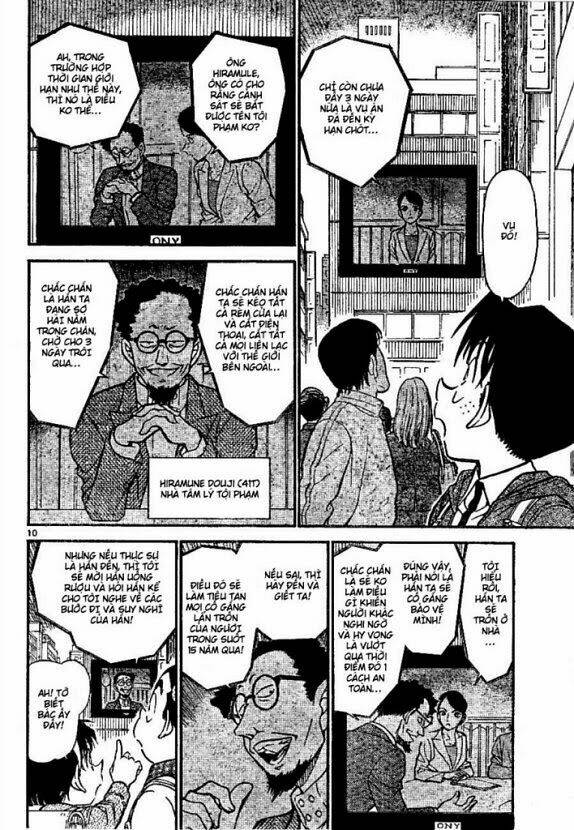 CHỈ CÒN CHƯA
ĐẦY 3 NGÀY
NỮA LÀ VỤ ÁN
ĐÃ ĐẾN KỲ
HẠN CHÓT...
VỤ
ĐÓ!
ONY
ÔNG
HIRAMULE,
ÔNG CÓ CHO
RẰNG CẢNH
SÁT SẼ BẮT
ĐƯỢC TÊN TỘI
PHẠM KO?
AH, TRONG
TRƯỜNG HỢP
THỜI GIAN GIỚI
HẠN NHƯ THẾ NÀY,
THÌ NÓ LÀ ĐIỀU
KO THỂ...
ONY
CHẮC CHẮN HẮN
TA SẼ KÉO TẤT
CẢ RÈM CỬA LẠI
VÀ CẮT ĐIỆN
THOẠI, CẮT TẤT
CẢ MỌI LIÊN LẠC
VỚI THẾ GIỚI
BÊN NGOÀI...
CHẮC CHẮN
LÀ HẮN TA
ĐANG SỢ
HÃI NẰM
TRONG CHĂN,
CHỜ CHO 3
NGÀY TRÔI
QUA...
HIRAMUNE DOUJI (41T)
NHÀ TÂM LÝ TỘI PHẠM
10
TÔI
HIỂU
RỒI,
HẮN TA
SẼ
TRỐN Ở
NHÀ
...
ĐÚNG VẬY,
PHẢI NÓI LÀ
HẮN TA SẼ
CỐ GẮNG
BẢO VỆ
MÌNH!
CHẮC CHẮN
LÀ SẼ KO
LÀM ĐIỀU
GÌ KHIẾN
NGƯỜI KHÁC
NGHI NGỜ
VÀ HY VỌNG
LÀ VƯỢT
QUA THỜI
ĐIỂM ĐÓ 1
CÁCH AN
TOÀN...
ONY
NẾU SAI, THÌ
HÃY ĐẾN VÀ
GIẾT TA!
ĐIỀU ĐÓ SẼ
LÀM TIÊU TAN
MỌI CỐ GẮNG
LẨN TRỐN
CỦA NGƯƠI
TRONG SUỐT
15 NĂM QUA!
NHƯNG NẾU THỰC SỰ
LÀ HẮN ĐẾN, THÌ TÔI
SẼ MỜI HẮN UỐNG
RƯỢU VÀ HỎI HẮN KỂ
CHO TÔI NGHE VỀ CÁC
BƯỚC ĐI VÀ SUY NGHĨ
CỦA HẮN!
AH! TỚ
BIẾT
BÁC ẤY
ĐẤY!